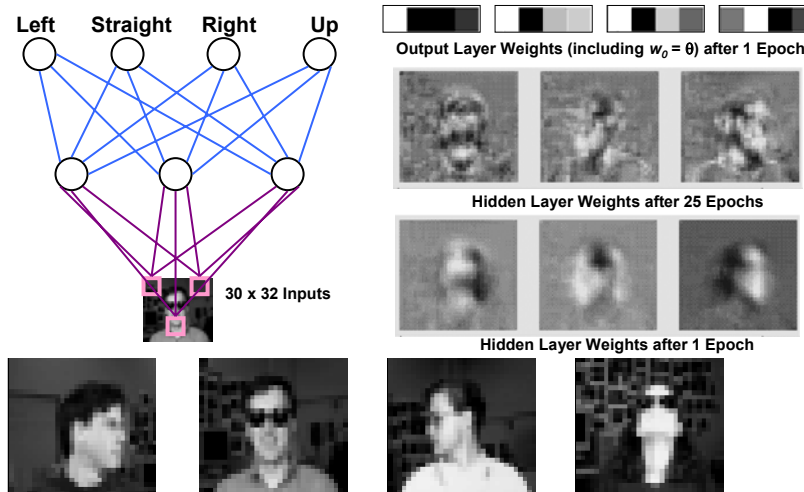 Left Straight Right Up
Output Layer Weights (including w₀ = θ) after 1 Epoch
Hidden Layer Weights after 25 Epochs
30 x 32 Inputs
Hidden Layer Weights after 1 Epoch